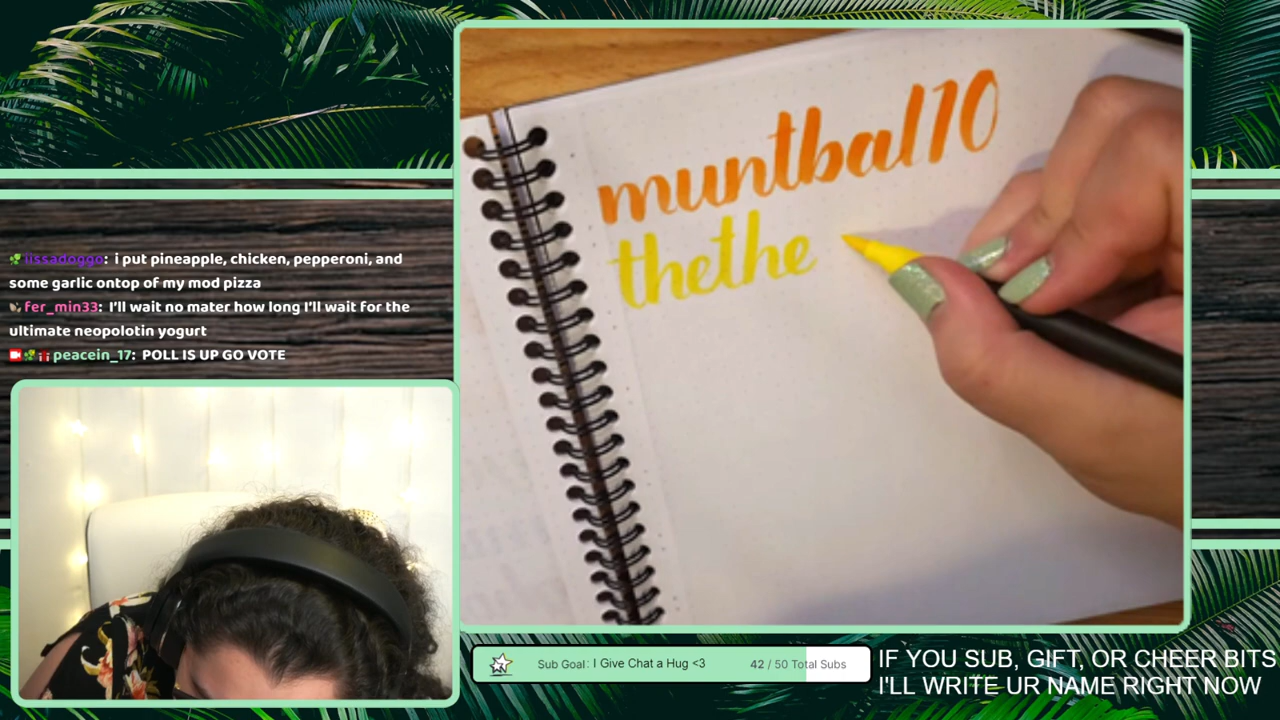 muntbal10
thethe
lissadoggo: i put pineapple, chicken, pepperoni, and
some garlic ontop of my mod pizza
fer_min33: I'll wait no mater how long I'll wait for the
ultimate neopolotin yogurt
peacein_17: POLL IS UP GO VOTE
Sub Goal: I Give Chat a Hug <3 42 / 50 Total Subs
IF YOU SUB, GIFT, OR CHEER BITS
I'LL WRITE UR NAME RIGHT NOW